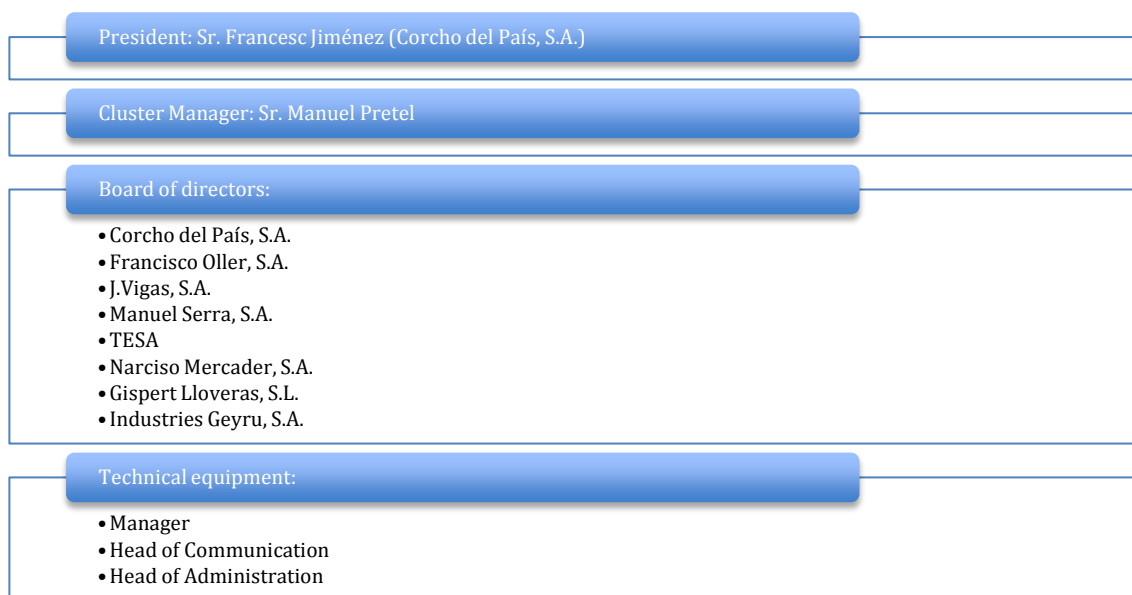 President: Sr. Francesc Jiménez (Corcho del País, S.A.)
Cluster Manager: Sr. Manuel Pretel
Board of directors:
• Corcho del País, S.A.
• Francisco Oller, S.A.
• J.Vigas, S.A.
• Manuel Serra, S.A.
• TESA
• Narciso Mercader, S.A.
• Gispert Lloveras, S.L.
• Industries Geyru, S.A.
Technical equipment:
• Manager
• Head of Communication
• Head of Administration